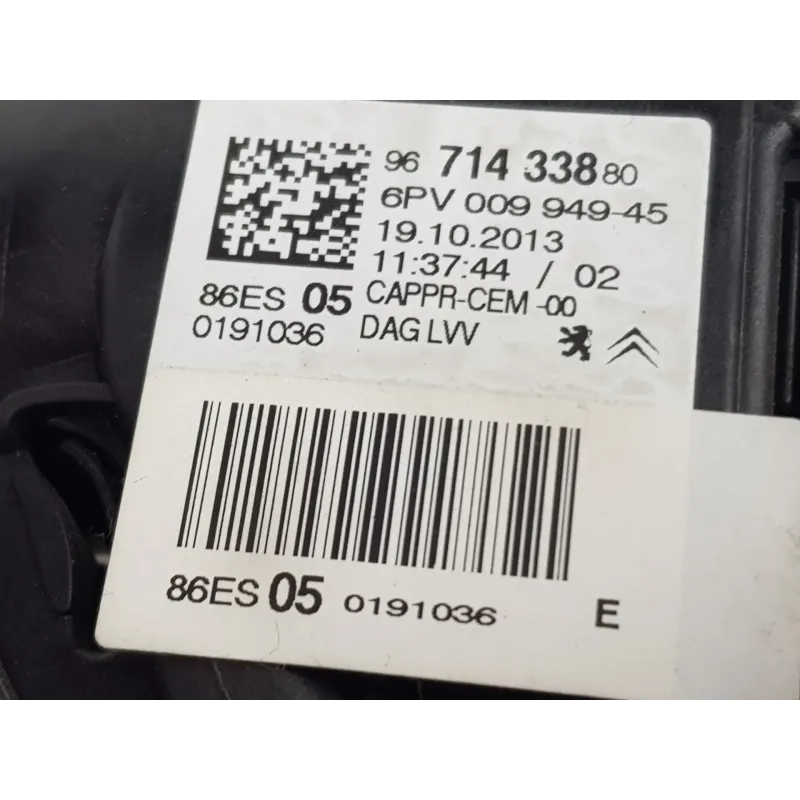 96 714 338 80
6PV 009 949-45
19.10.2013
11:37:44 / 02
86ES 05 CAPPR-CEM -00
0191036 DAG LVV
86ES 05 0191036 E